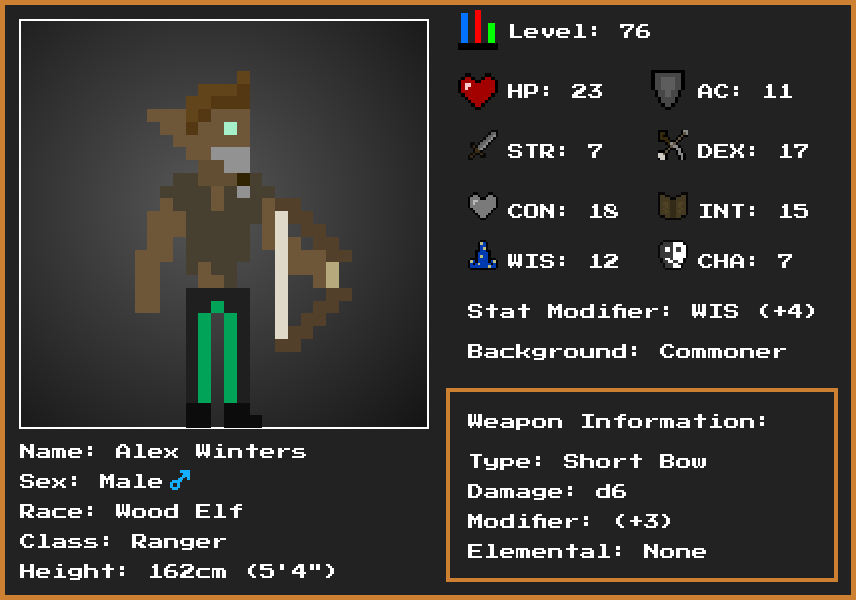 Level: 76
HP: 23 AC: 11
STR: 7 DEX: 17
CON: 18 INT: 15
WIS: 12 CHA: 7
Stat Modifier: WIS (+4)
Background: Commoner
Weapon Information:
Type: Short Bow
Damage: d6
Modifier: (+3)
Elemental: None
Name: Alex Winters
Sex: Male ♂
Race: Wood Elf
Class: Ranger
Height: 162cm (5'4")